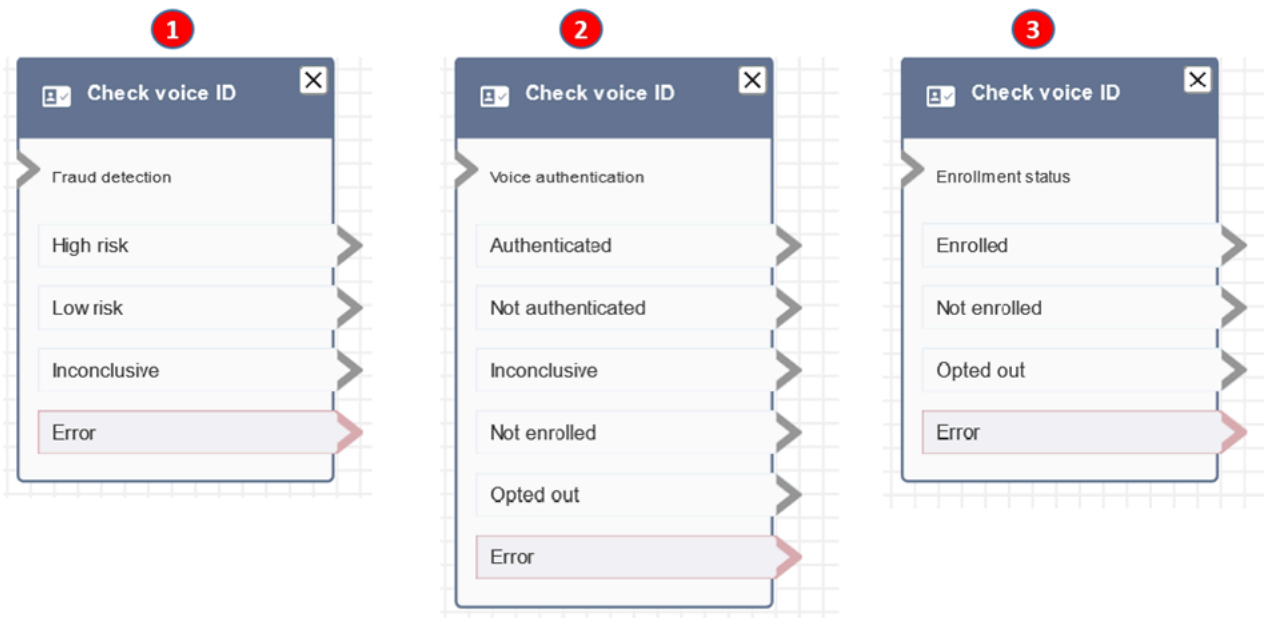 1
Check voice ID
Fraud detection
High risk
Low risk
Inconclusive
Error
2
Check voice ID
Voice authentication
Authenticated
Not authenticated
Inconclusive
Not enrolled
Opted out
Error
3
Check voice ID
Enrollment status
Enrolled
Not enrolled
Opted out
Error